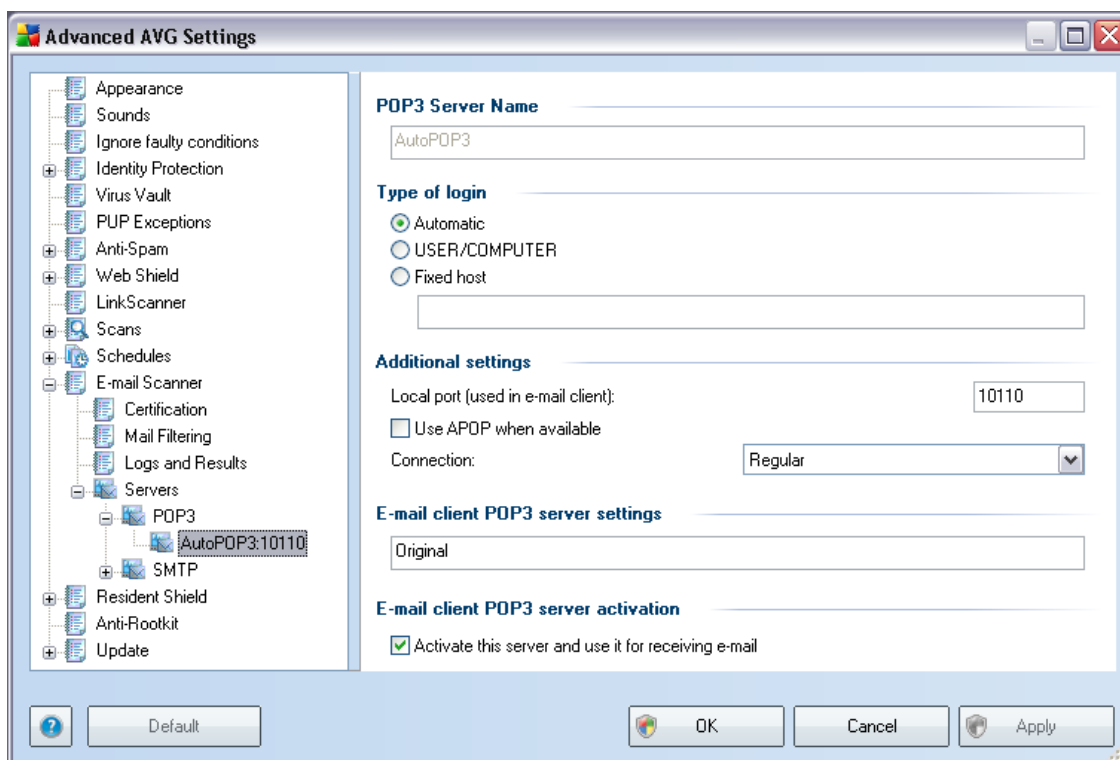 Advanced AVG Settings
Appearance
Sounds
Ignore faulty conditions
Identity Protection
Virus Vault
PUP Exceptions
Anti-Spam
Web Shield
LinkScanner
Scans
Schedules
E-mail Scanner
Certification
Mail Filtering
Logs and Results
Servers
POP3
AutoPOP3:10110
SMTP
Resident Shield
Anti-Rootkit
Update
POP3 Server Name
AutoPOP3
Type of login
Automatic
USER/COMPUTER
Fixed host
Additional settings
Local port (used in e-mail client): 10110
Use APOP when available
Connection: Regular
E-mail client POP3 server settings
Original
E-mail client POP3 server activation
Activate this server and use it for receiving e-mail
? Default OK Cancel Apply